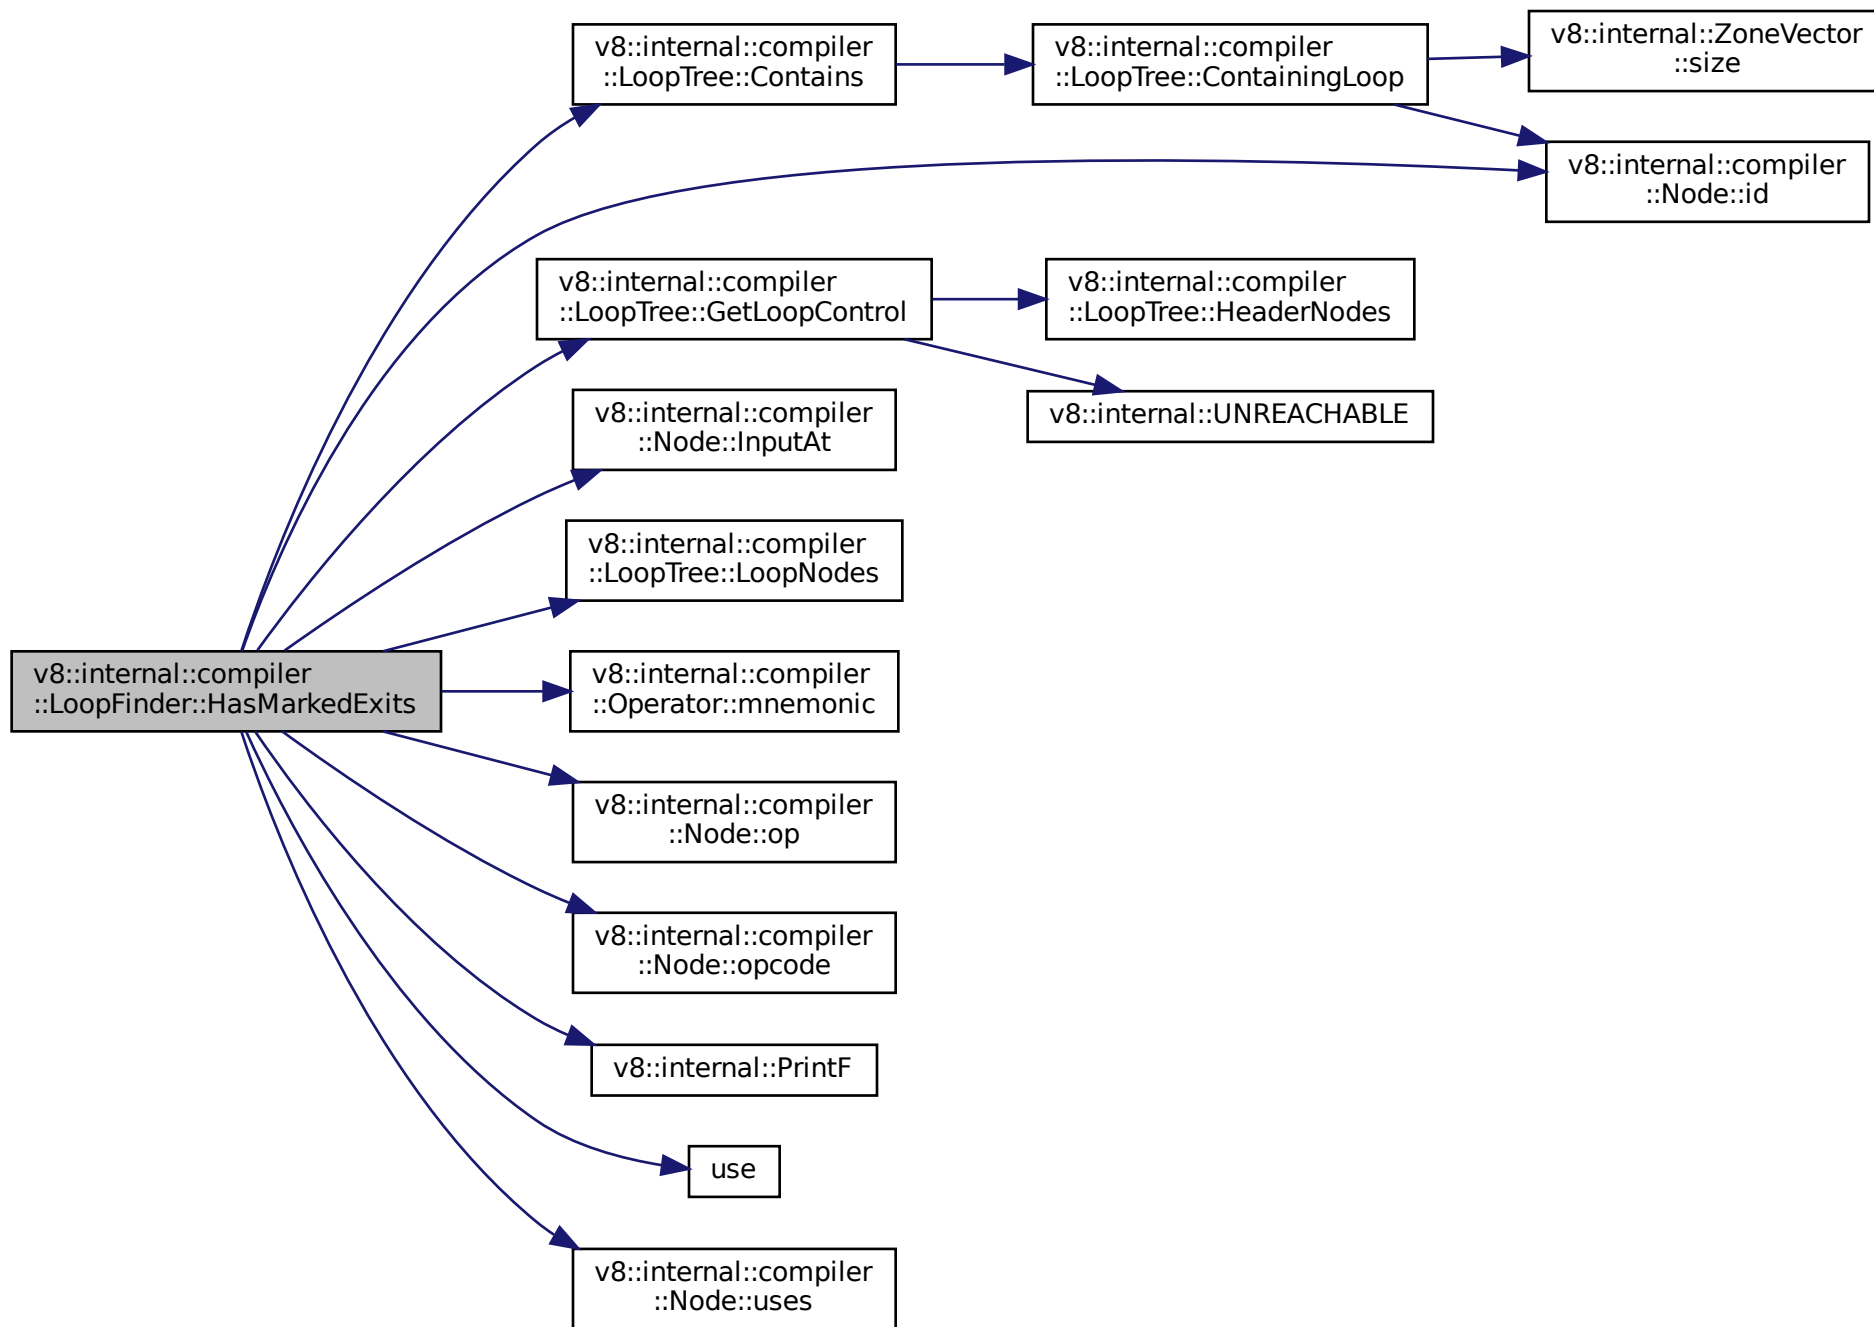 v8::internal::compiler
::LoopFinder::HasMarkedExits
v8::internal::compiler
::LoopTree::Contains
v8::internal::compiler
::LoopTree::ContainingLoop
v8::internal::ZoneVector
::size
v8::internal::compiler
::Node::id
v8::internal::compiler
::LoopTree::GetLoopControl
v8::internal::compiler
::LoopTree::HeaderNodes
v8::internal::UNREACHABLE
v8::internal::compiler
::Node::InputAt
v8::internal::compiler
::LoopTree::LoopNodes
v8::internal::compiler
::Operator::mnemonic
v8::internal::compiler
::Node::op
v8::internal::compiler
::Node::opcode
v8::internal::PrintF
use
v8::internal::compiler
::Node::uses